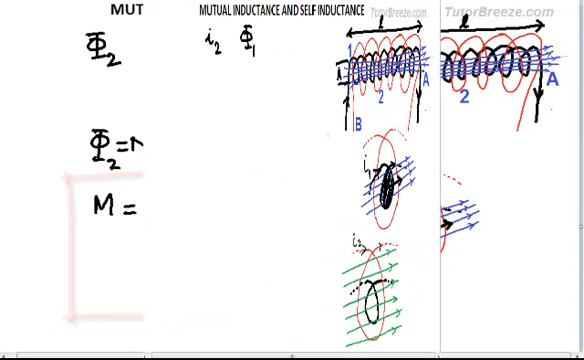 MUT MUTUAL INDUCTANCE AND SELF INDUCTANCE TutorBreeze.com TutorBreeze.com
Φ₂ i₂ Φ₁ l l
1 A A
2 2
B
Φ₂ = i₁
M =
i₂